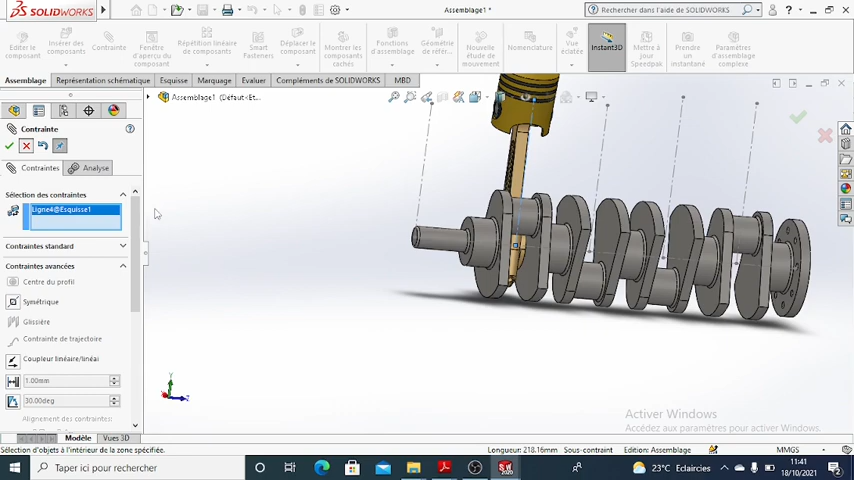 SOLIDWORKS
Assemblage1 *
Rechercher dans l'aide de SOLIDWORKS
Editer le composant
Insérer des composants
Contrainte
Fenêtre d'aperçu du composant
Répétition linéaire de composants
Smart Fasteners
Déplacer le composant
Montrer les composants cachés
Fonctions d'assemblage
Géométrie de référ...
Nouvelle étude de mouvement
Nomenclature
Vue éclatée
Instant3D
Mettre à jour Speedpak
Prendre un instantané
Paramètres d'assemblage complexe
Assemblage
Représentation schématique
Esquisse
Marquage
Evaluer
Compléments de SOLIDWORKS
MBD
Assemblage1 (Défaut<Et...
Contrainte
Contraintes
Analyse
Sélection des contraintes
Ligne4@Esquisse1
Contraintes standard
Contraintes avancées
Centre du profil
Symétrique
Glissière
Contrainte de trajectoire
Coupleur linéaire/linéai
1.00mm
30.00deg
Alignement des contraintes:
Y
Z
Activer Windows
Accédez aux paramètres pour activer Windows.
Modèle
Vues 3D
Sélection d'objets à l'intérieur de la zone spécifiée.
Longueur: 218.16mm
Sous-contraint
Edition: Assemblage
MMGS
Taper ici pour rechercher
SW
2020
23°C Eclaircies
11:41
18/10/2021
2